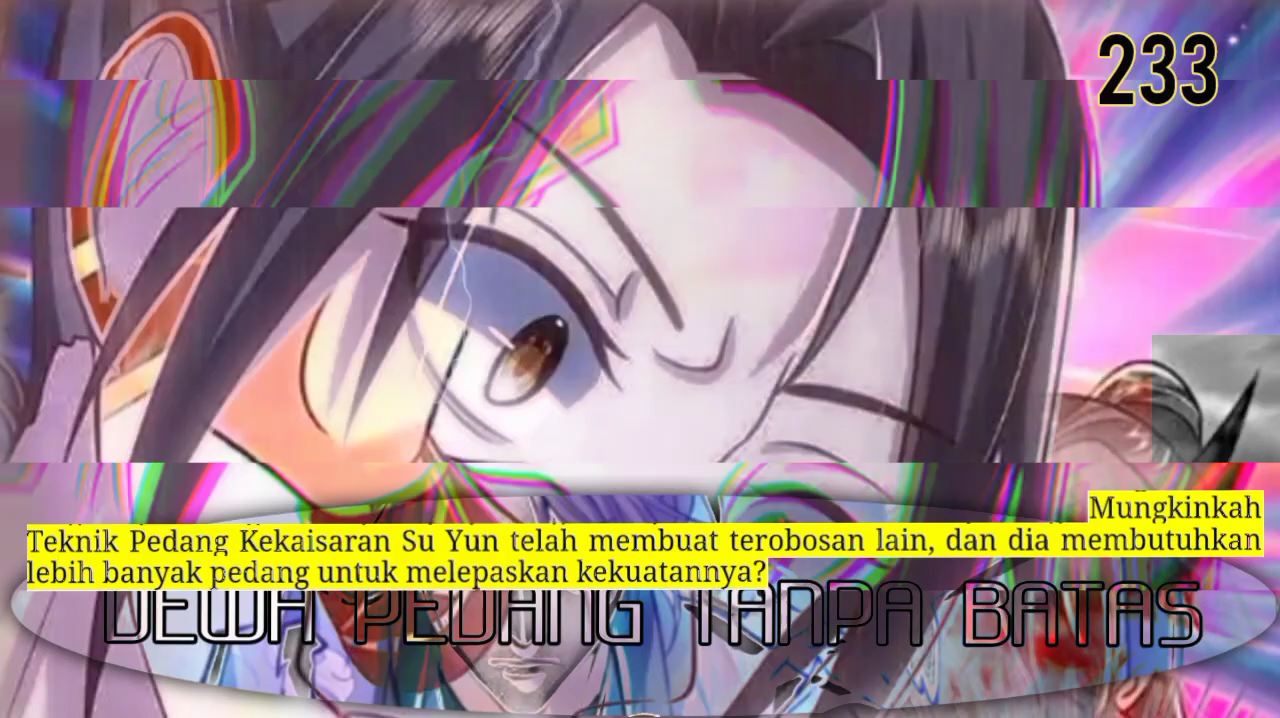 233
Mungkinkah
Teknik Pedang Kekaisaran Su Yun telah membuat terobosan lain, dan dia membutuhkan
lebih banyak pedang untuk melepaskan kekuatannya?
DEWA PEDANG TANPA BATAS